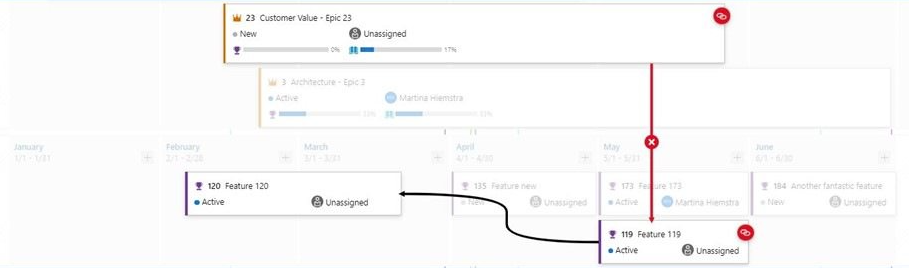 23 Customer Value - Epic 23
New Unassigned
0% 17%
3 Architecture - Epic 3
Active Martina Hiemstra
33% 33%
January February March April May June
1/1 - 1/31 2/1 - 2/28 3/1 - 3/31 4/1 - 4/30 5/1 - 5/31 6/1 - 6/30
120 Feature 120
Active Unassigned
135 Feature new
New Unassigned
173 Feature 173
Active Martina Hiemstra
184 Another fantastic feature
New Unassigned
119 Feature 119
Active Unassigned